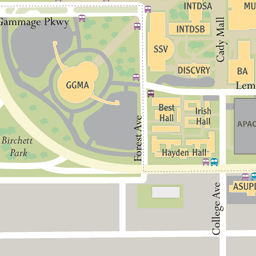 Gammage Pkwy
INTDSA
INTDSB
MU
SSV
Cady Mall
GGMA
DISCVRY
BA
Lem
Best
Hall
Irish
Hall
APAC
Forest Ave
Birchett
Park
Hayden Hall
College Ave
ASUP